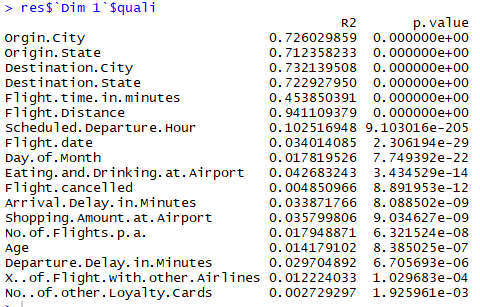 > res$`Dim 1`$quali
R2 p.value
Orgin.City 0.726029859 0.000000e+00
Origin.State 0.712358233 0.000000e+00
Destination.City 0.732139508 0.000000e+00
Destination.State 0.722927950 0.000000e+00
Flight.time.in.minutes 0.453850391 0.000000e+00
Flight.Distance 0.941109379 0.000000e+00
Scheduled.Departure.Hour 0.102516948 9.103016e-205
Flight.date 0.034014085 2.306194e-29
Day.of.Month 0.017819526 7.749392e-22
Eating.and.Drinking.at.Airport 0.042683243 3.434529e-14
Flight.cancelled 0.004850966 8.891953e-12
Arrival.Delay.in.Minutes 0.033871766 8.088502e-09
Shopping.Amount.at.Airport 0.035799806 9.034627e-09
No.of.Flights.p.a. 0.017948871 6.321524e-08
Age 0.014179102 8.385025e-07
Departure.Delay.in.Minutes 0.029704892 6.705693e-06
X..of.Flight.with.other.Airlines 0.012224033 1.029683e-04
No..of.other.Loyalty.Cards 0.002729297 1.925961e-03
>